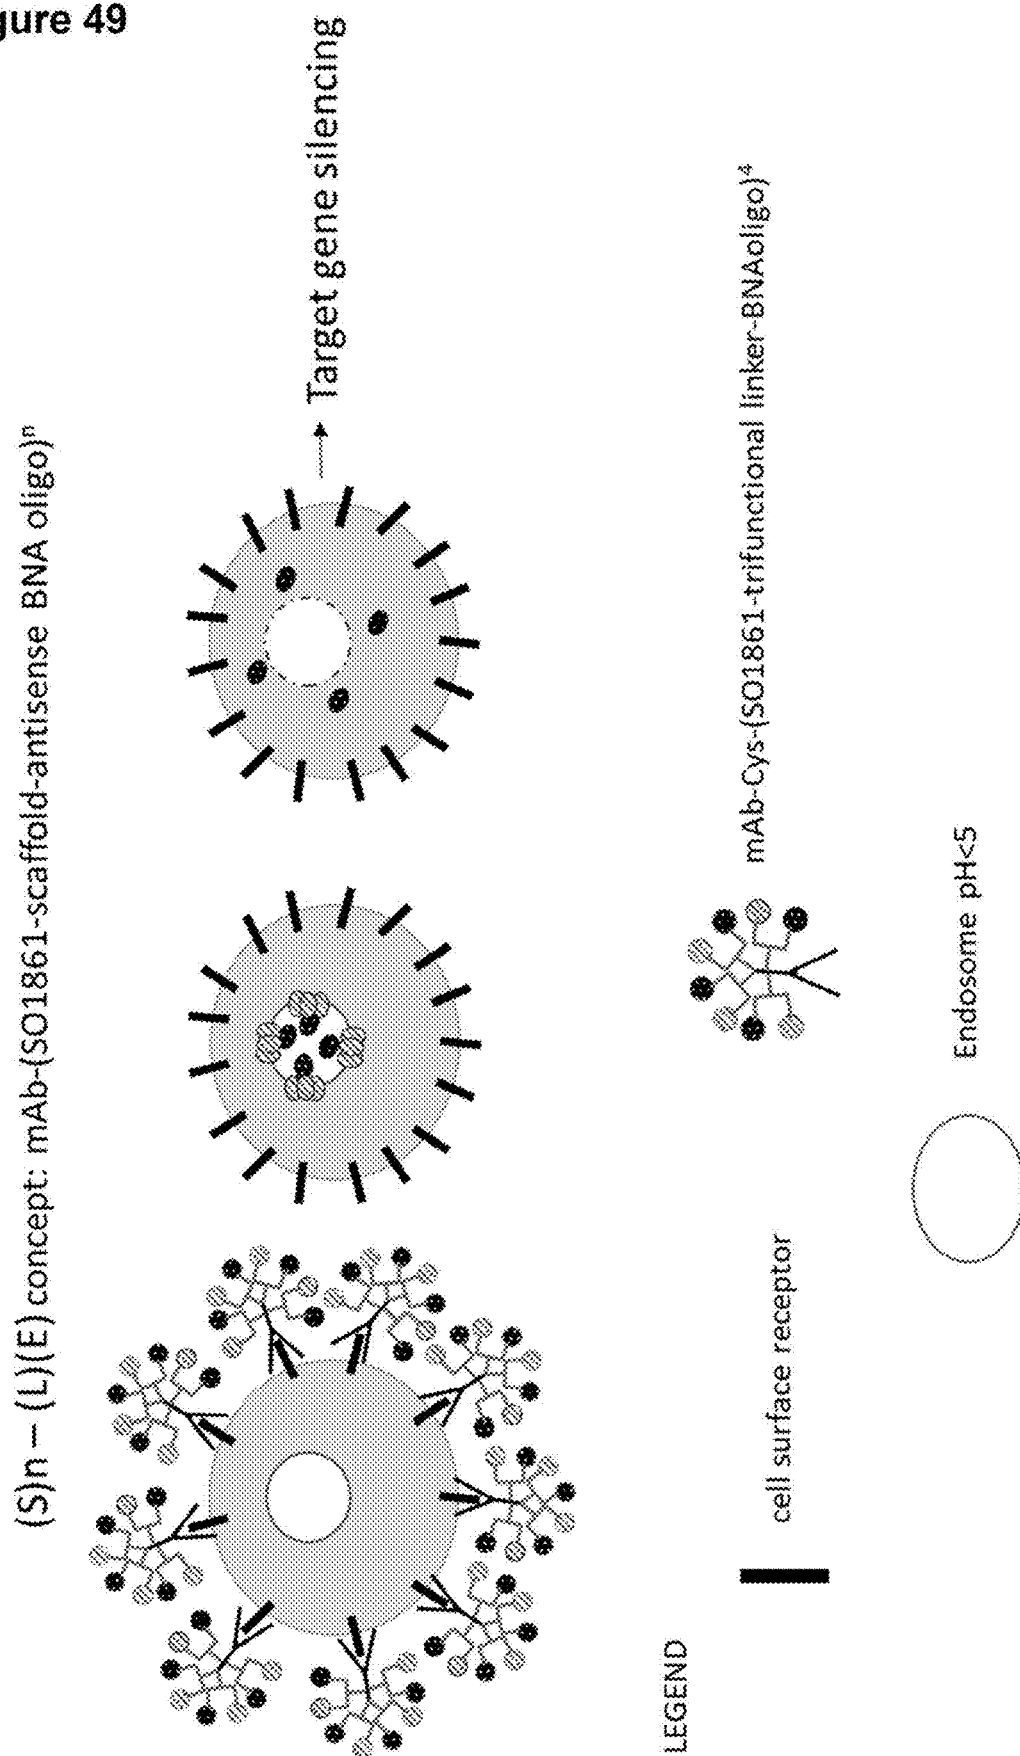 gure 49
(S)n – (L)(E) concept: mAb-(SO1861-scaffold-antisense BNA oligo)ⁿ
Target gene silencing
LEGEND
cell surface receptor
mAb-Cys-(SO1861-trifunctional linker-BNAoligo)⁴
Endosome pH<5